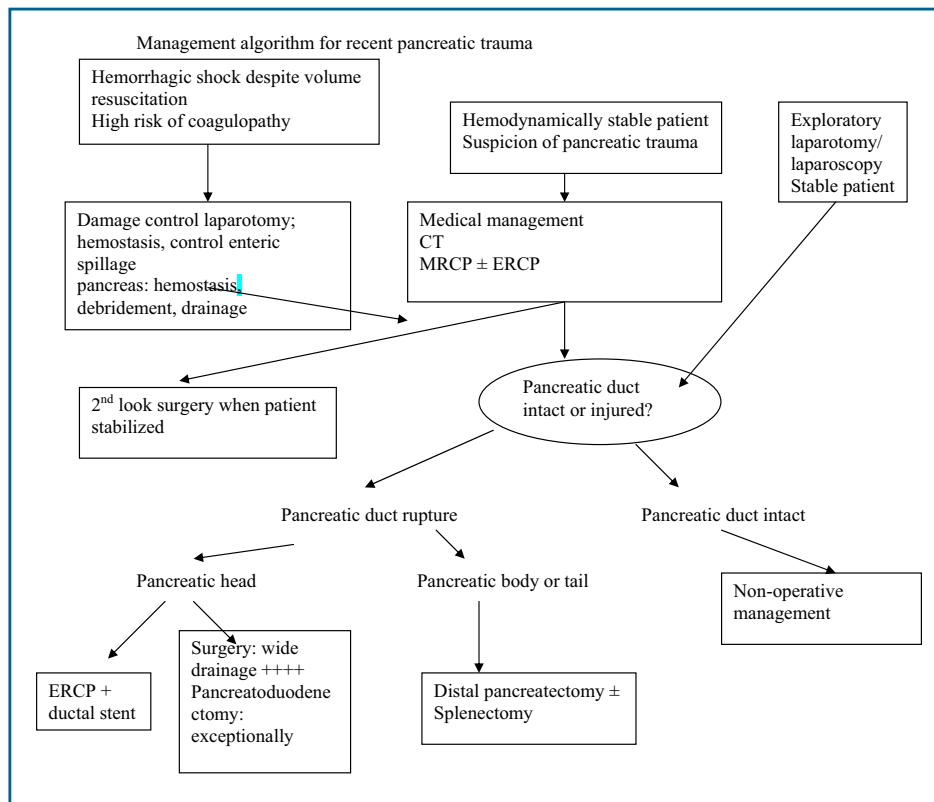 Management algorithm for recent pancreatic trauma
Hemorrhagic shock despite volume
resuscitation
High risk of coagulopathy
Hemodynamically stable patient
Suspicion of pancreatic trauma
Exploratory
laparotomy/
laparoscopy
Stable patient
Damage control laparotomy;
hemostasis, control enteric
spillage
pancreas: hemostasis,
debridement, drainage
Medical management
CT
MRCP ± ERCP
2nd look surgery when patient
stabilized
Pancreatic duct
intact or injured?
Pancreatic duct rupture
Pancreatic duct intact
Pancreatic head
Pancreatic body or tail
Non-operative
management
ERCP +
ductal stent
Surgery: wide
drainage ++++
Pancreatoduodene
ctomy:
exceptionally
Distal pancreatectomy ±
Splenectomy